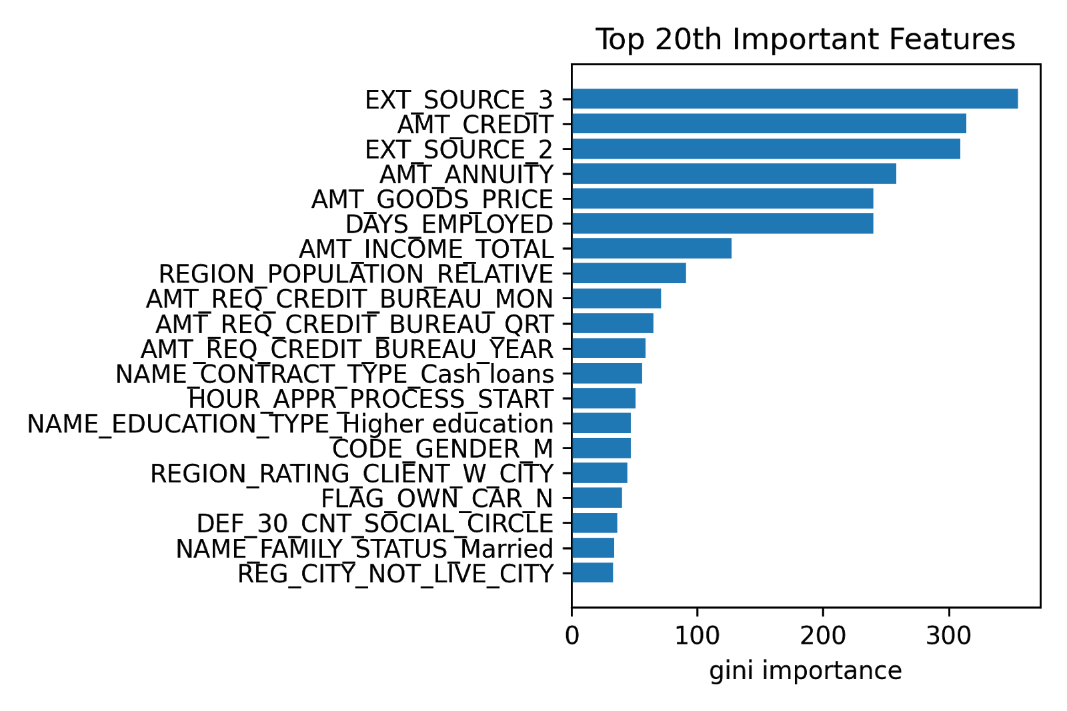 Top 20th Important Features
EXT_SOURCE_3
AMT_CREDIT
EXT_SOURCE_2
AMT_ANNUITY
AMT_GOODS_PRICE
DAYS_EMPLOYED
AMT_INCOME_TOTAL
REGION_POPULATION_RELATIVE
AMT_REQ_CREDIT_BUREAU_MON
AMT_REQ_CREDIT_BUREAU_QRT
AMT_REQ_CREDIT_BUREAU_YEAR
NAME_CONTRACT_TYPE_Cash loans
HOUR_APPR_PROCESS_START
NAME_EDUCATION_TYPE_Higher education
CODE_GENDER_M
REGION_RATING_CLIENT_W_CITY
FLAG_OWN_CAR_N
DEF_30_CNT_SOCIAL_CIRCLE
NAME_FAMILY_STATUS_Married
REG_CITY_NOT_LIVE_CITY
0 100 200 300
gini importance